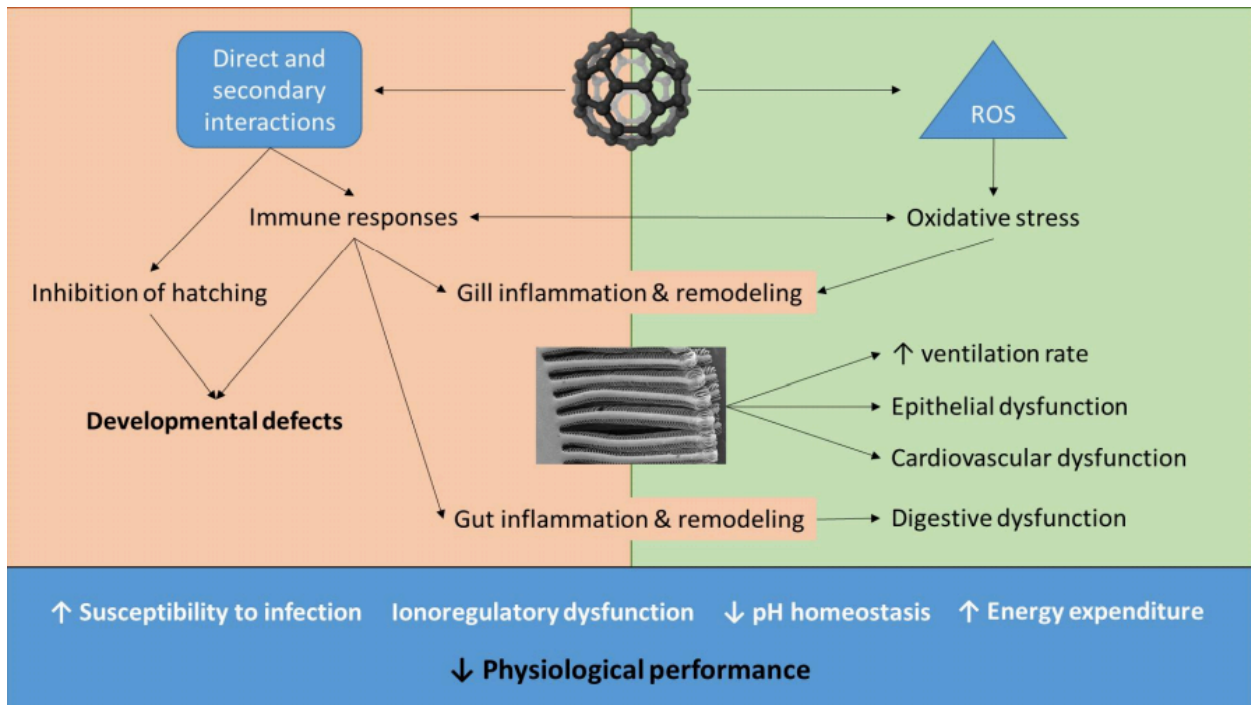 Direct and
secondary
interactions
ROS
Immune responses
Oxidative stress
Inhibition of hatching
Gill inflammation & remodeling
↑ ventilation rate
Developmental defects
Epithelial dysfunction
Cardiovascular dysfunction
Gut inflammation & remodeling
Digestive dysfunction
↑ Susceptibility to infection Ionoregulatory dysfunction ↓ pH homeostasis ↑ Energy expenditure
↓ Physiological performance